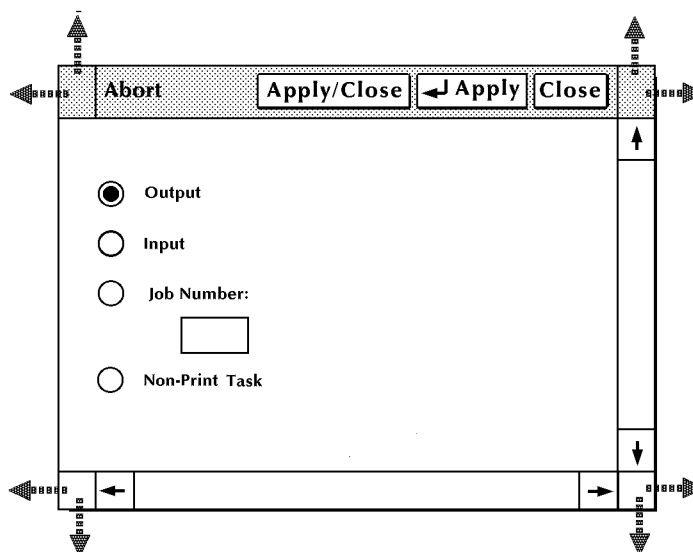 Abort Apply/Close Apply Close
Output
Input
Job Number:
Non-Print Task